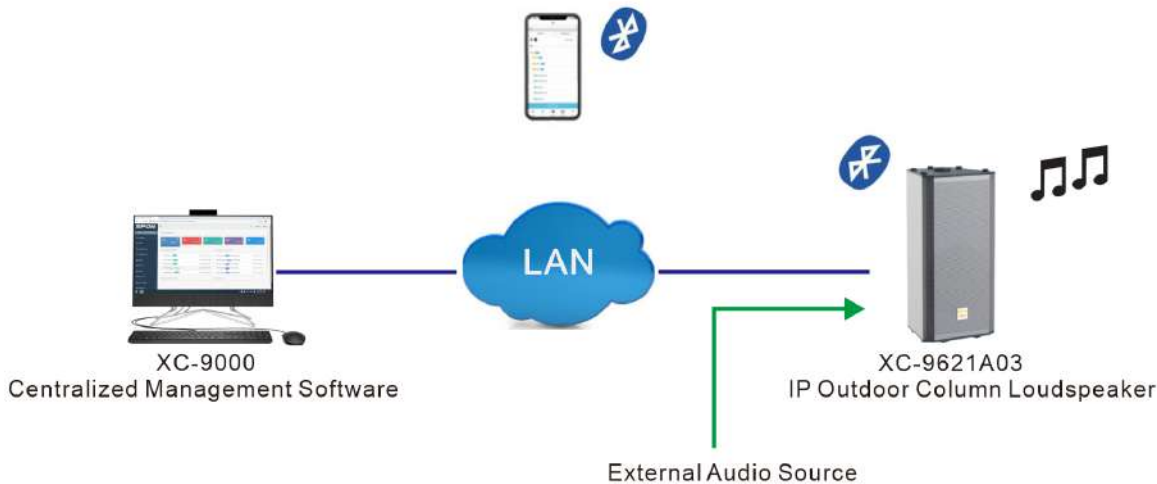 LAN
XC-9000
Centralized Management Software
XC-9621A03
IP Outdoor Column Loudspeaker
External Audio Source